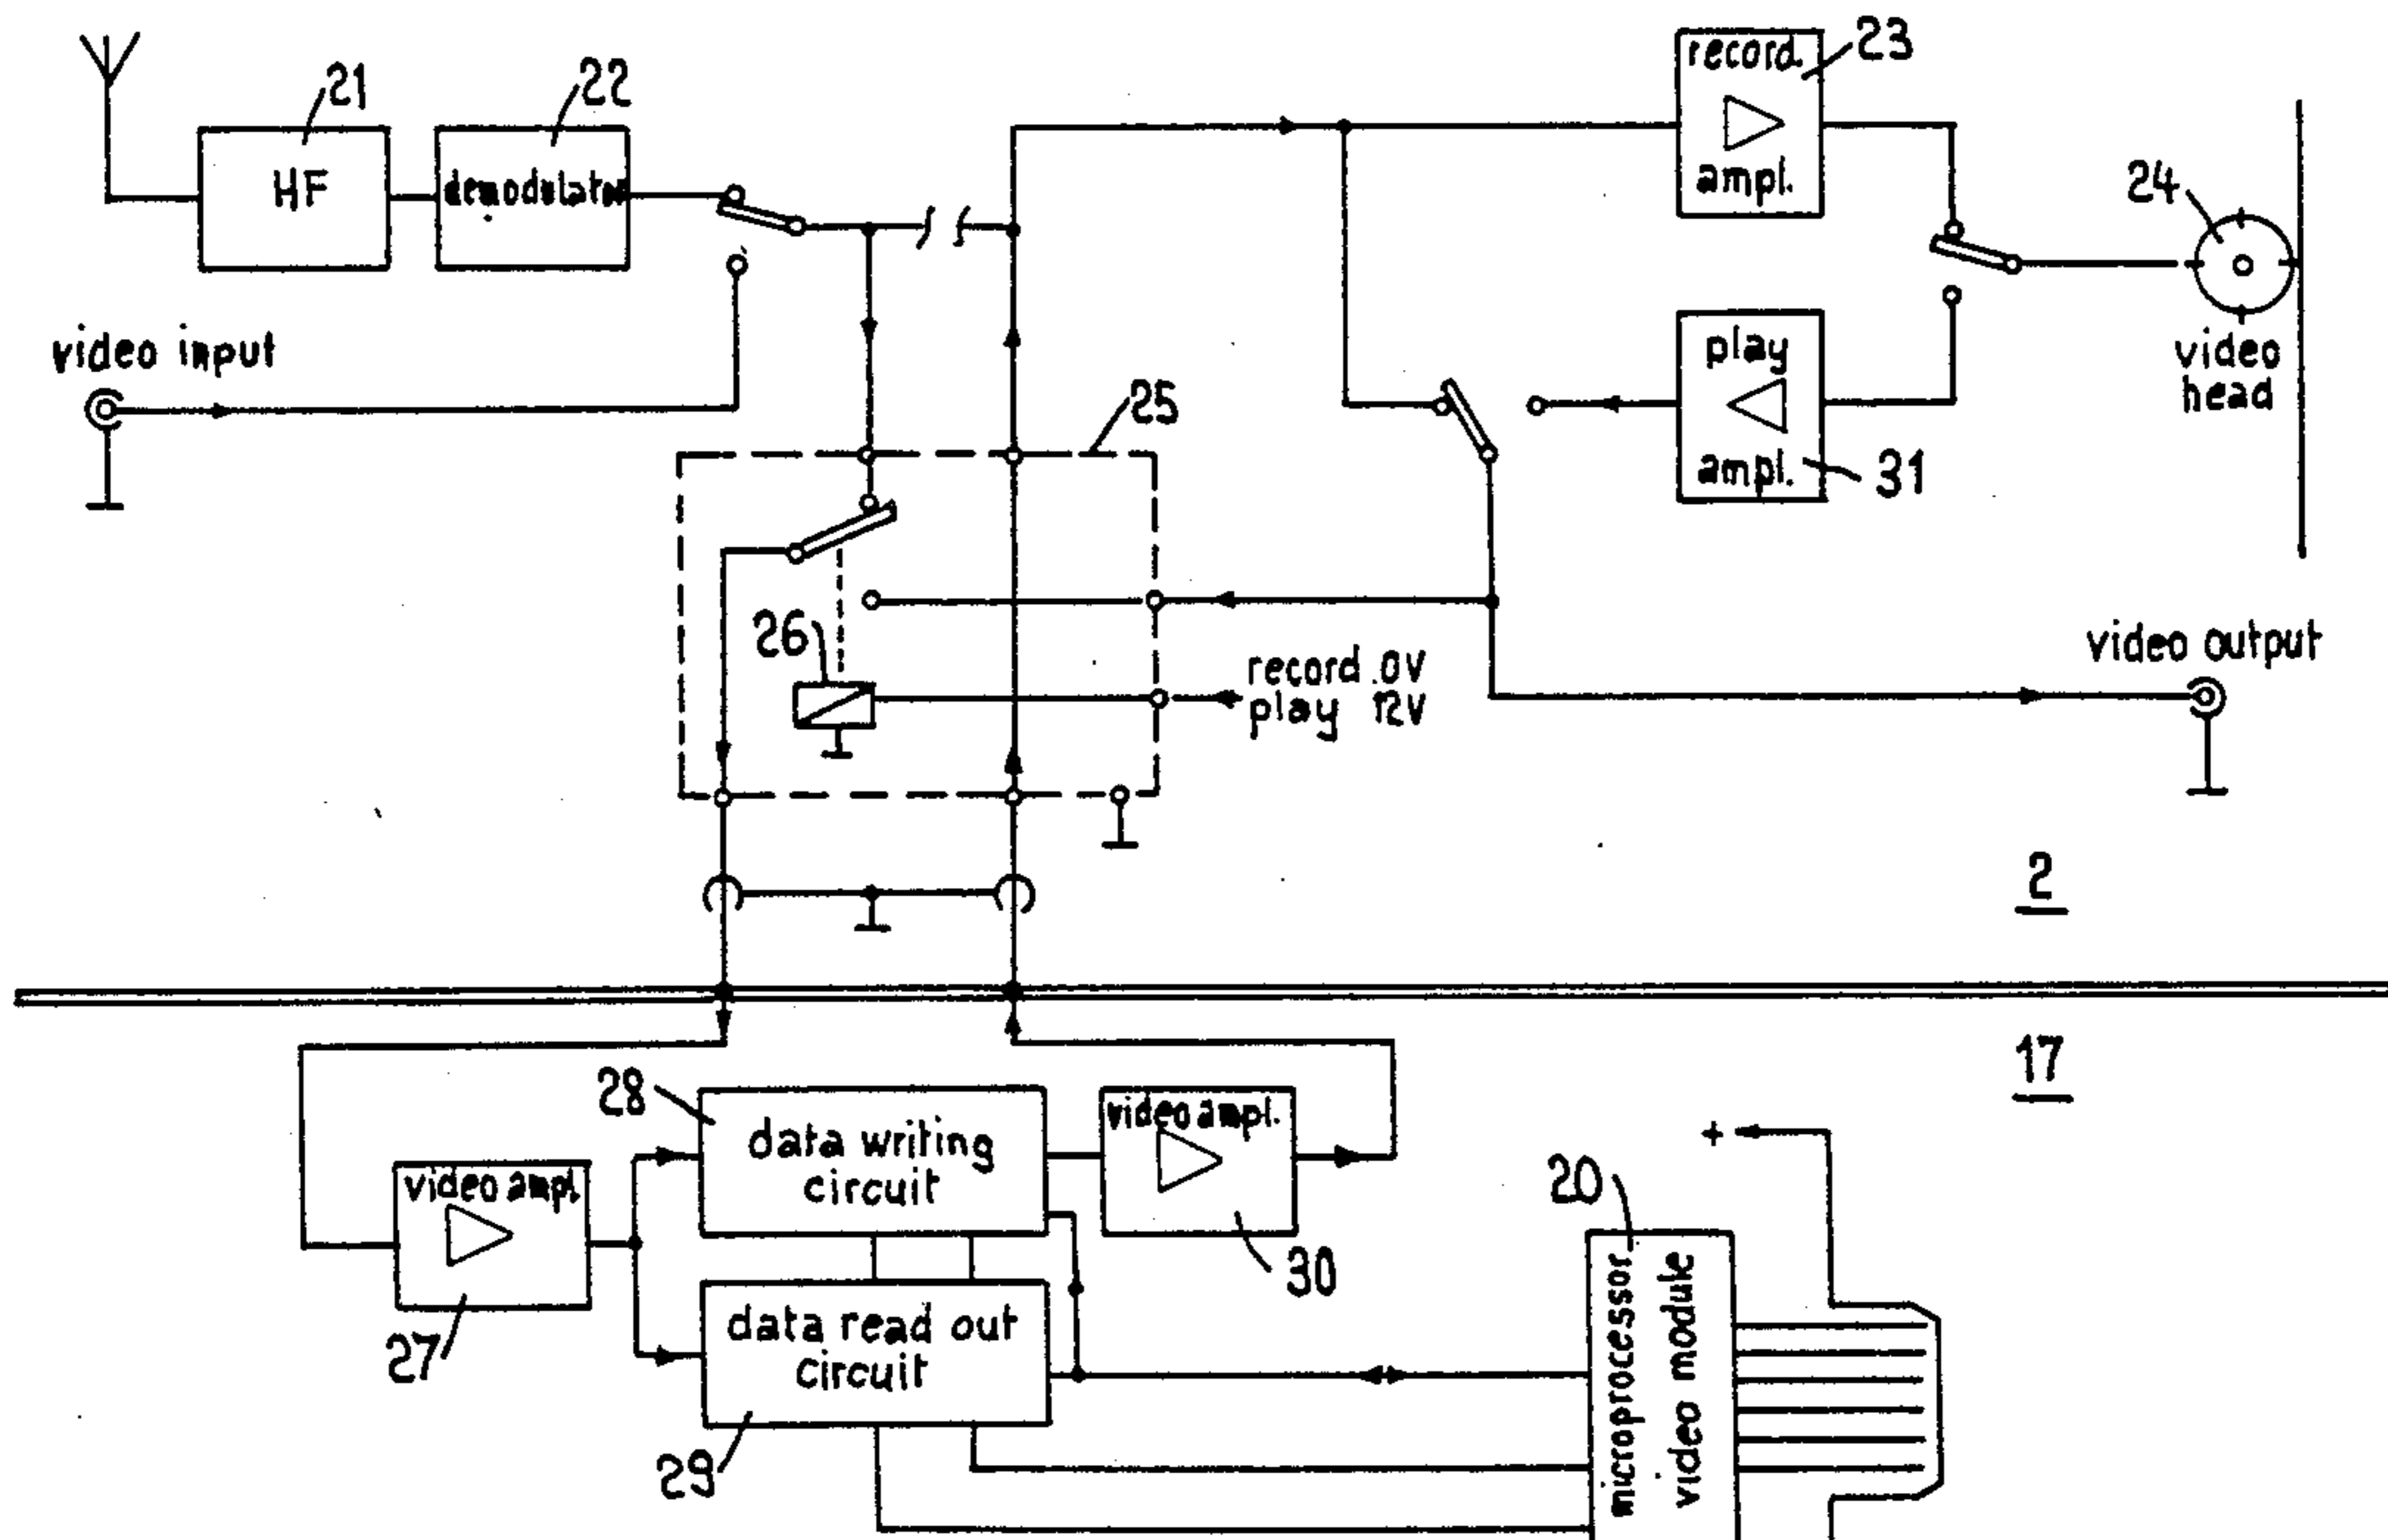 21
22
HF
demodulator
record.
ampl.
23
24
video
head
video input
play
ampl.
31
25
26
record 0V
play 12V
video output
2
17
28
data writing
circuit
video ampl.
30
video ampl.
27
data read out
circuit
29
+
20
microprocessor
video module